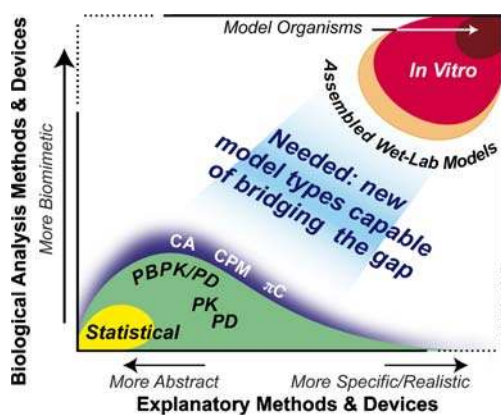 Biological Analysis Methods & Devices
More Biomimetic
Model Organisms
In Vitro
Assembled Wet-Lab Models
Needed: new
model types capable
of bridging the gap
CA CPM πC
PBPK/PD
PK
PD
Statistical
More Abstract
More Specific/Realistic
Explanatory Methods & Devices